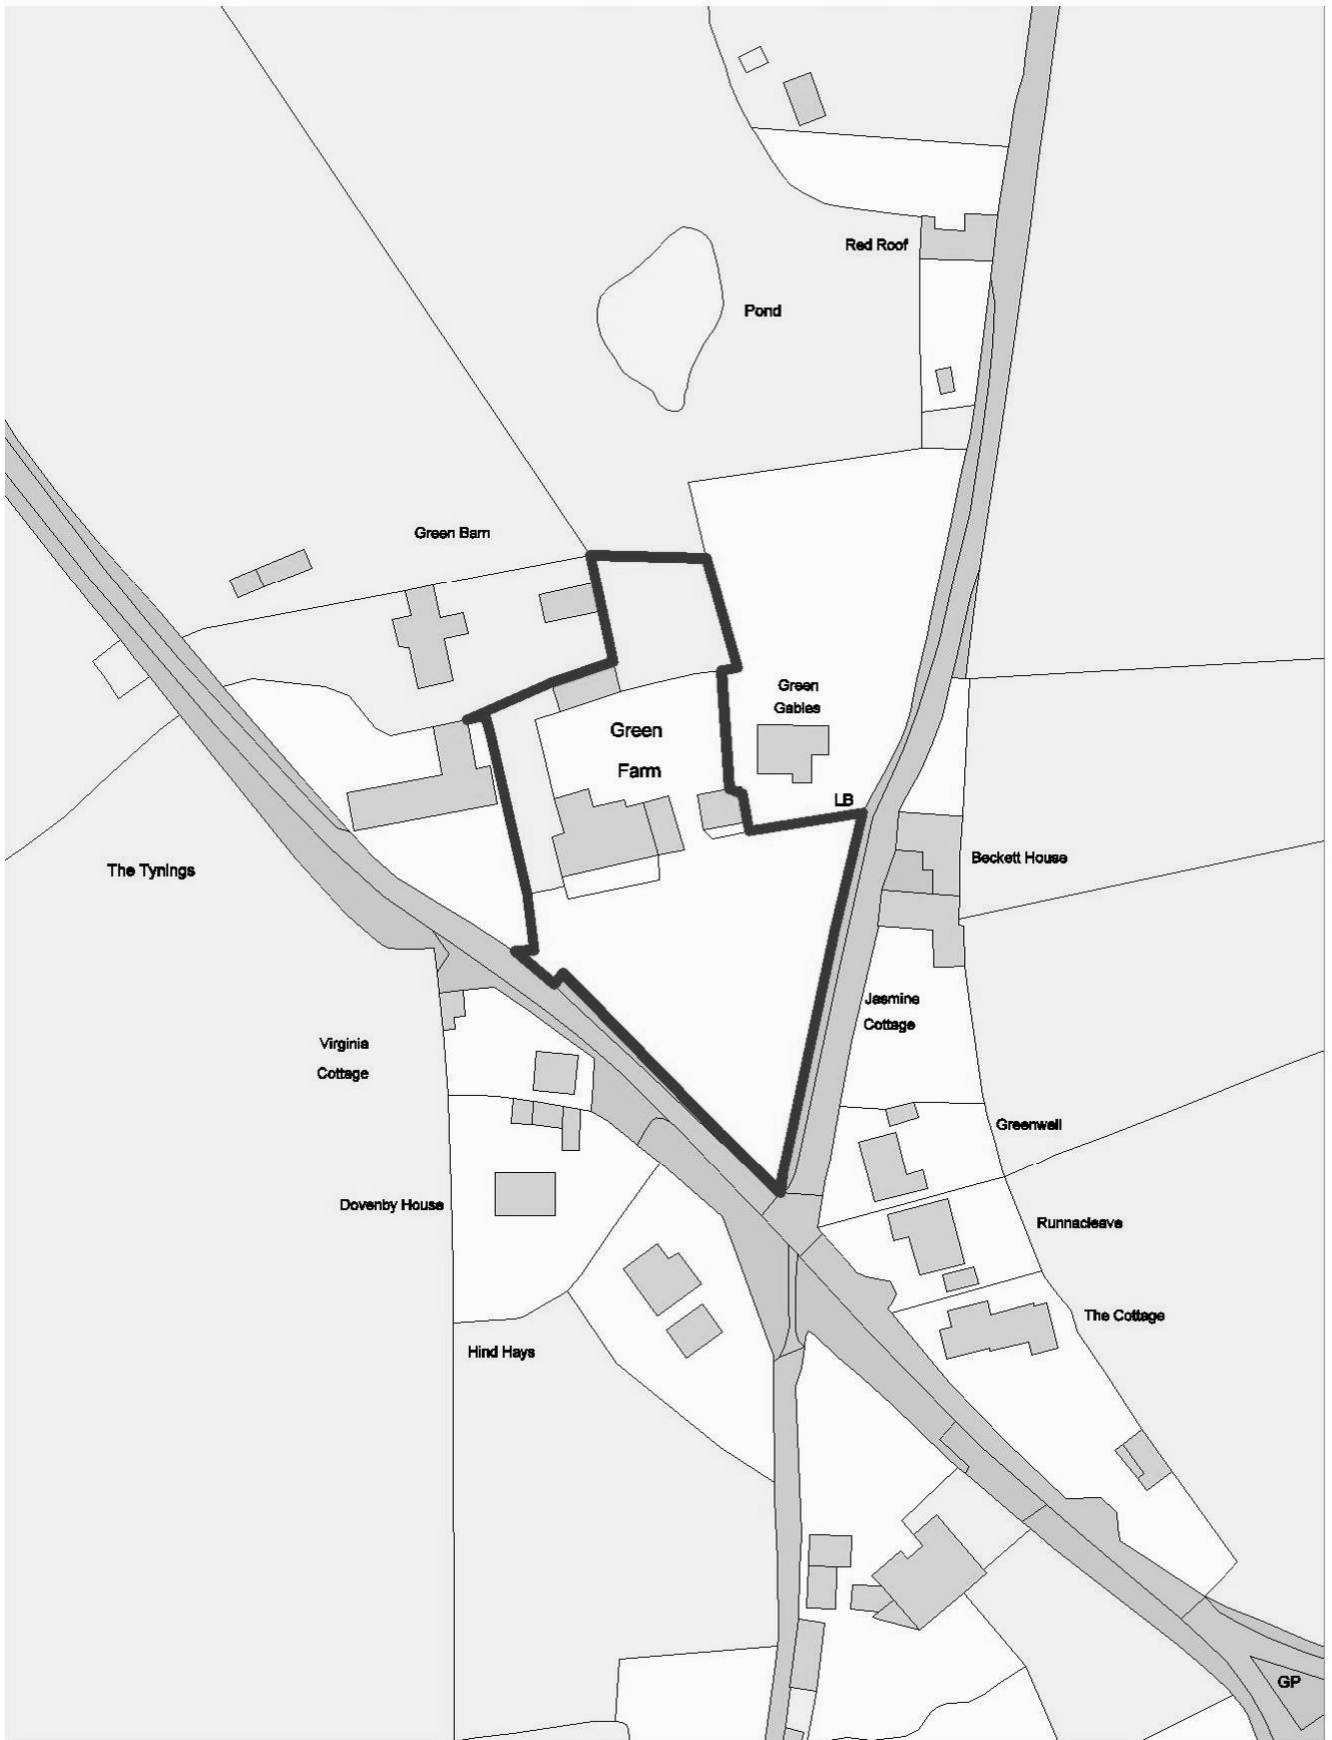 Red Roof
Pond
Green Barn
Green
Gables
Green
Farm
LB
Beckett House
The Tynings
Jasmine
Cottage
Virginia
Cottage
Greenwell
Dovenby House
Runnacleave
The Cottage
Hind Hays
GP